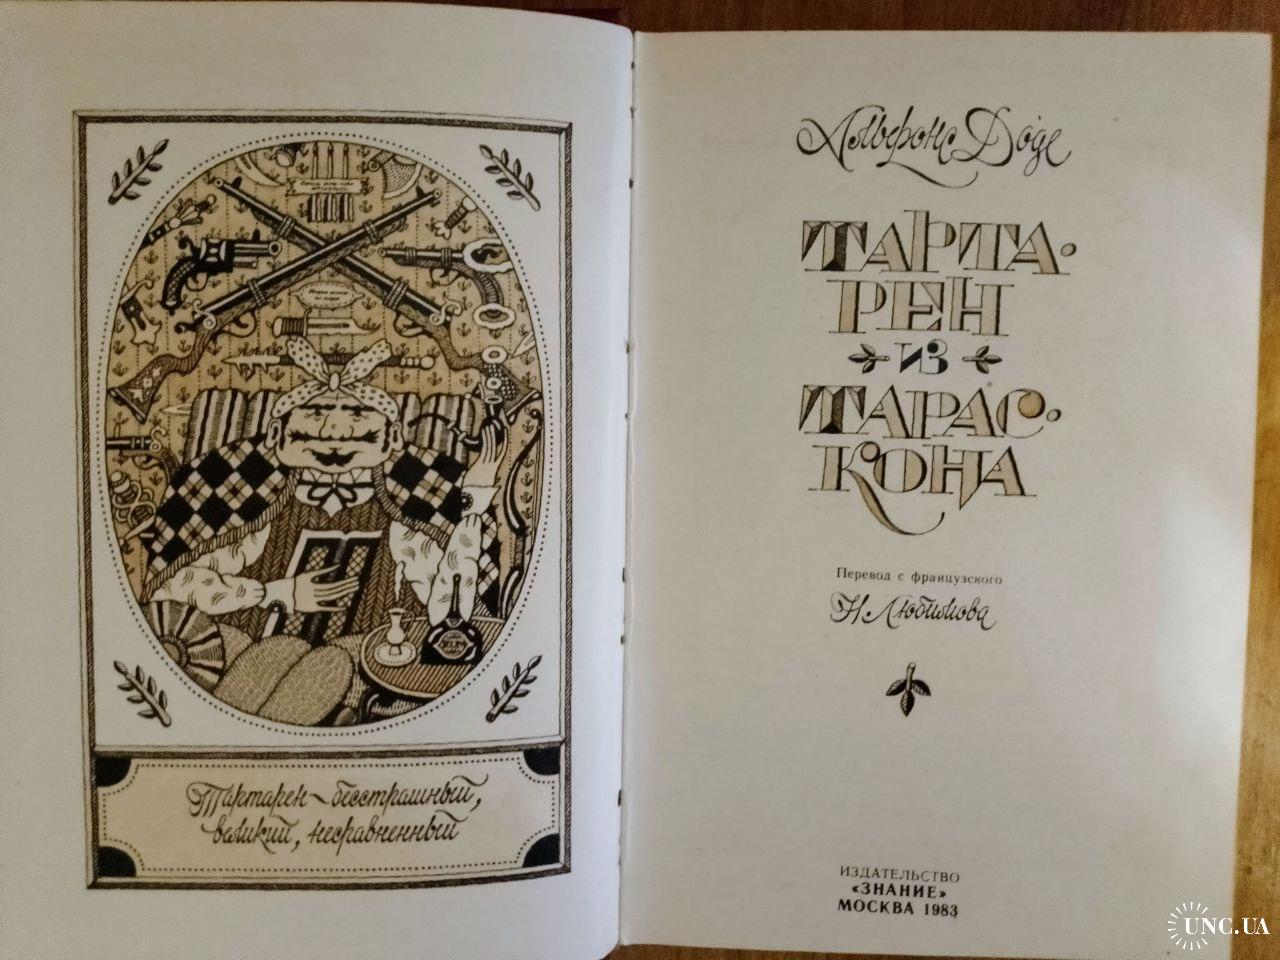 Тартарен – бесстрашный,
великий, несравненный
Альфонс Доде
ТАРТА-
РЕН
ИЗ
ТАРАС-
КОНА
Перевод с французского
Н. Любимова
ИЗДАТЕЛЬСТВО
«ЗНАНИЕ»
МОСКВА 1983
UNC.UA